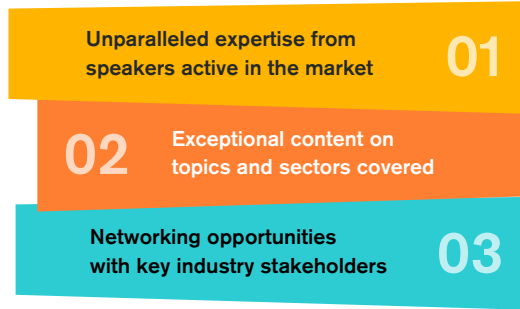 Unparalleled expertise from
speakers active in the market
01
02
Exceptional content on
topics and sectors covered
Networking opportunities
with key industry stakeholders
03